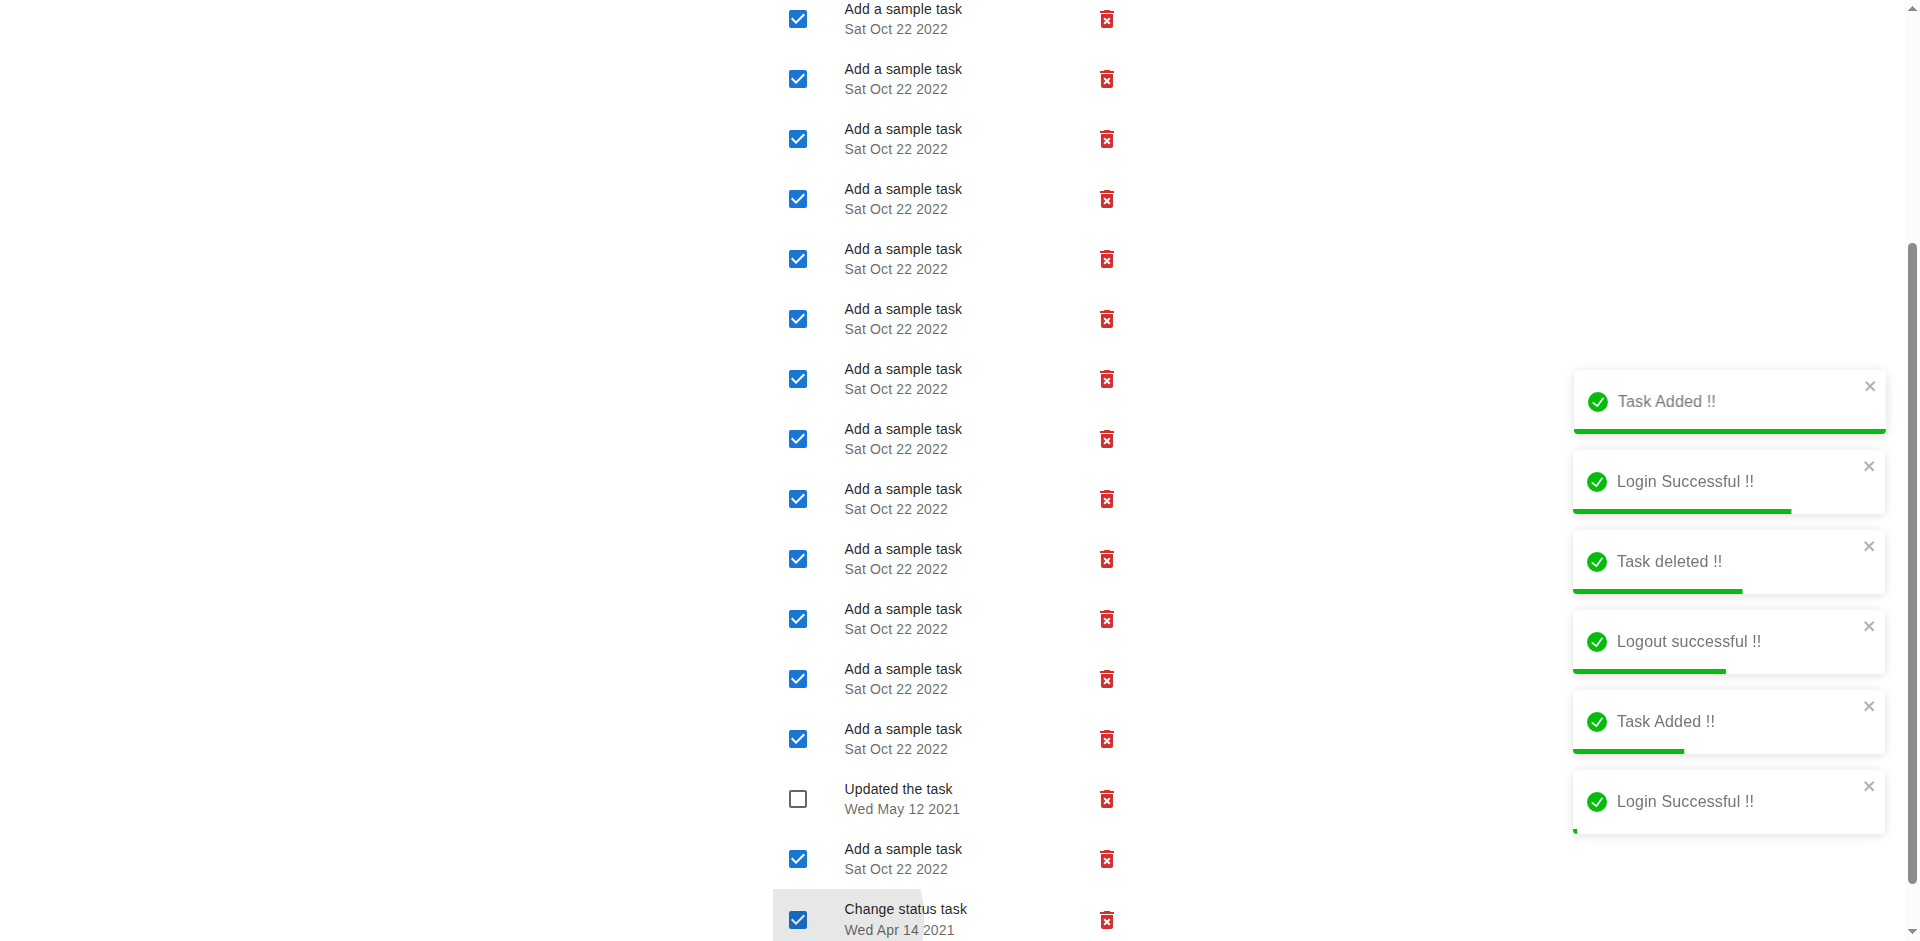 Add a sample task
Sat Oct 22 2022
Add a sample task
Sat Oct 22 2022
Add a sample task
Sat Oct 22 2022
Add a sample task
Sat Oct 22 2022
Add a sample task
Sat Oct 22 2022
Add a sample task
Sat Oct 22 2022
Add a sample task
Sat Oct 22 2022
Add a sample task
Sat Oct 22 2022
Add a sample task
Sat Oct 22 2022
Add a sample task
Sat Oct 22 2022
Add a sample task
Sat Oct 22 2022
Add a sample task
Sat Oct 22 2022
Add a sample task
Sat Oct 22 2022
Updated the task
Wed May 12 2021
Add a sample task
Sat Oct 22 2022
Change status task
Wed Apr 14 2021
Task Added !!
Login Successful !!
Task deleted !!
Logout successful !!
Task Added !!
Login Successful !!